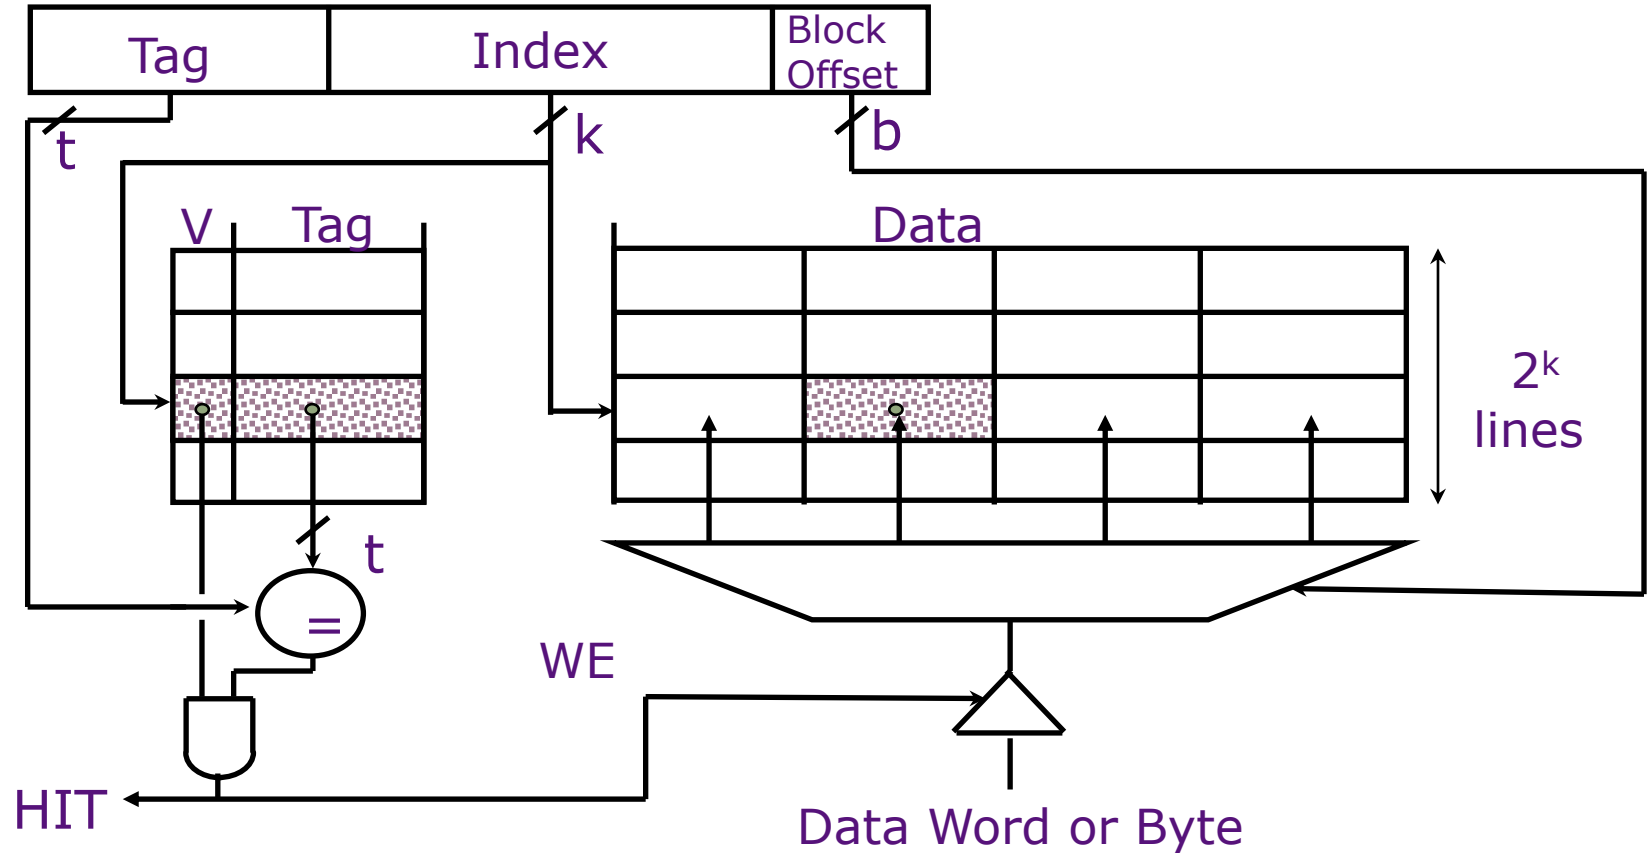 Tag
Index
Block
Offset
t
k
b
V
Tag
Data
2ᵏ
lines
t
=
WE
HIT
Data Word or Byte